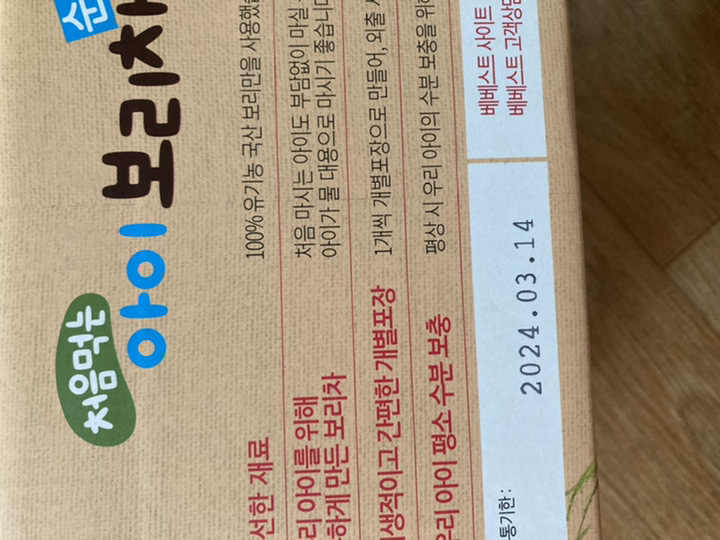 처음먹는
순
아이 보리차
선한 재료
100% 유기농 국산 보리만을 사용했습
리 아이를 위해
하게 만든 보리차
처음 마시는 아이도 부담없이 마실
아이가 물 대용으로 마시기 좋습니다
생적이고 간편한 개별포장
1개씩 개별포장으로 만들어, 외출 시
우리 아이 평소 수분 보충
평상 시 우리 아이의 수분 보충을 위해
통기한 :
2024.03.14
베베스트 사이트
베베스트 고객상담